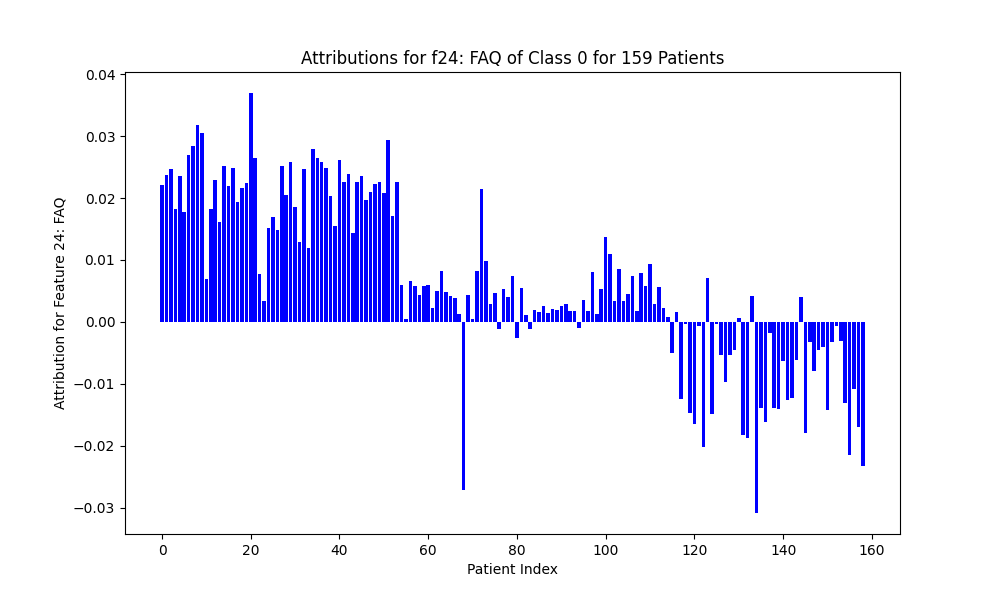 Attributions for f24: FAQ of Class 0 for 159 Patients
Attribution for Feature 24: FAQ
0.04
0.03
0.02
0.01
0.00
−0.01
−0.02
−0.03
0 20 40 60 80 100 120 140 160
Patient Index